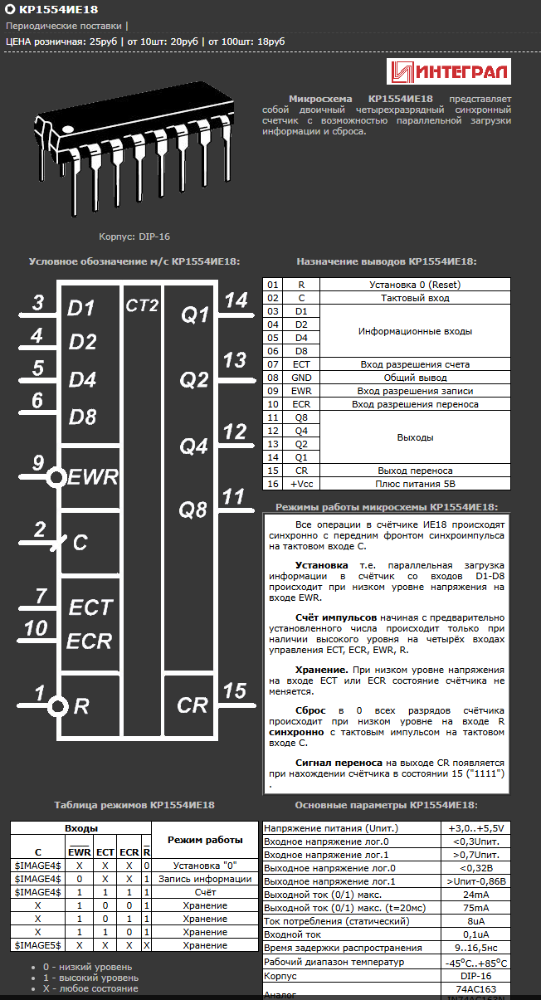 КР1554ИЕ18
Периодические поставки |
ЦЕНА розничная: 25руб | от 10шт: 20руб | от 100шт: 18руб
ИНТЕГРАЛ
Микросхема КР1554ИЕ18 представляет
собой двоичный четырехразрядный синхронный
счетчик с возможностью параллельной загрузки
информации и сброса.
Корпус: DIP-16
Условное обозначение м/с КР1554ИЕ18:
3 D1 CT2 Q1 14
4 D2
5 D4 Q2 13
6 D8
9 EWR Q4 12
2 C Q8 11
7 ECT
10 ECR
1 R CR 15
Назначение выводов КР1554ИЕ18:
01 R Установка 0 (Reset)
02 C Тактовый вход
03 D1
04 D2
05 D4
06 D8
Информационные входы
07 ECT Вход разрешения счета
08 GND Общий вывод
09 EWR Вход разрешения записи
10 ECR Вход разрешения переноса
11 Q8
12 Q4
13 Q2
14 Q1
Выходы
15 CR Выход переноса
16 +Vcc Плюс питания 5В
Режимы работы микросхемы КР1554ИЕ18:
Все операции в счётчике ИЕ18 происходят
синхронно с передним фронтом синхроимпульса
на тактовом входе C.
Установка т.е. параллельная загрузка
информации в счётчик со входов D1-D8
происходит при низком уровне напряжения на
входе EWR.
Счёт импульсов начиная с предварительно
установленного числа происходит только при
наличии высокого уровня на четырёх входах
управления ECT, ECR, EWR, R.
Хранение. При низком уровне напряжения
на входе ECT или ECR состояние счётчика не
меняется.
Сброс в 0 всех разрядов счётчика
происходит при низком уровне на входе R
синхронно с тактовым импульсом на тактовом
входе C.
Сигнал переноса на выходе CR появляется
при нахождении счётчика в состоянии 15 ("1111")
.
Таблица режимов КР1554ИЕ18
Входы Режим работы
C EWR ECT ECR R
$IMAGE4$ X X X 0 Установка "0"
$IMAGE4$ 0 X X 1 Запись информации
$IMAGE4$ 1 1 1 1 Счёт
X 1 0 0 1 Хранение
X 1 0 1 1 Хранение
X 1 1 0 1 Хранение
$IMAGE5$ X X X X Хранение
0 - низкий уровень
1 - высокий уровень
X - любое состояние
Основные параметры КР1554ИЕ18:
Напряжение питания (Uпит.) +3,0..+5,5V
Входное напряжение лог.0 <0,3Uпит.
Входное напряжение лог.1 >0,7Uпит.
Выходное напряжение лог.0 <0,32В
Выходное напряжение лог.1 >Uпит-0,86В
Выходной ток (0/1) макс. 24mA
Выходной ток (0/1) макс. (t=20мс) 75mA
Ток потребления (статический) 8uA
Входной ток 0,1uA
Время задержки распространения 9..16,5нс
Рабочий диапазон температур -45°C..+85°C
Корпус DIP-16
Аналог 74AC163
IN74AC163N